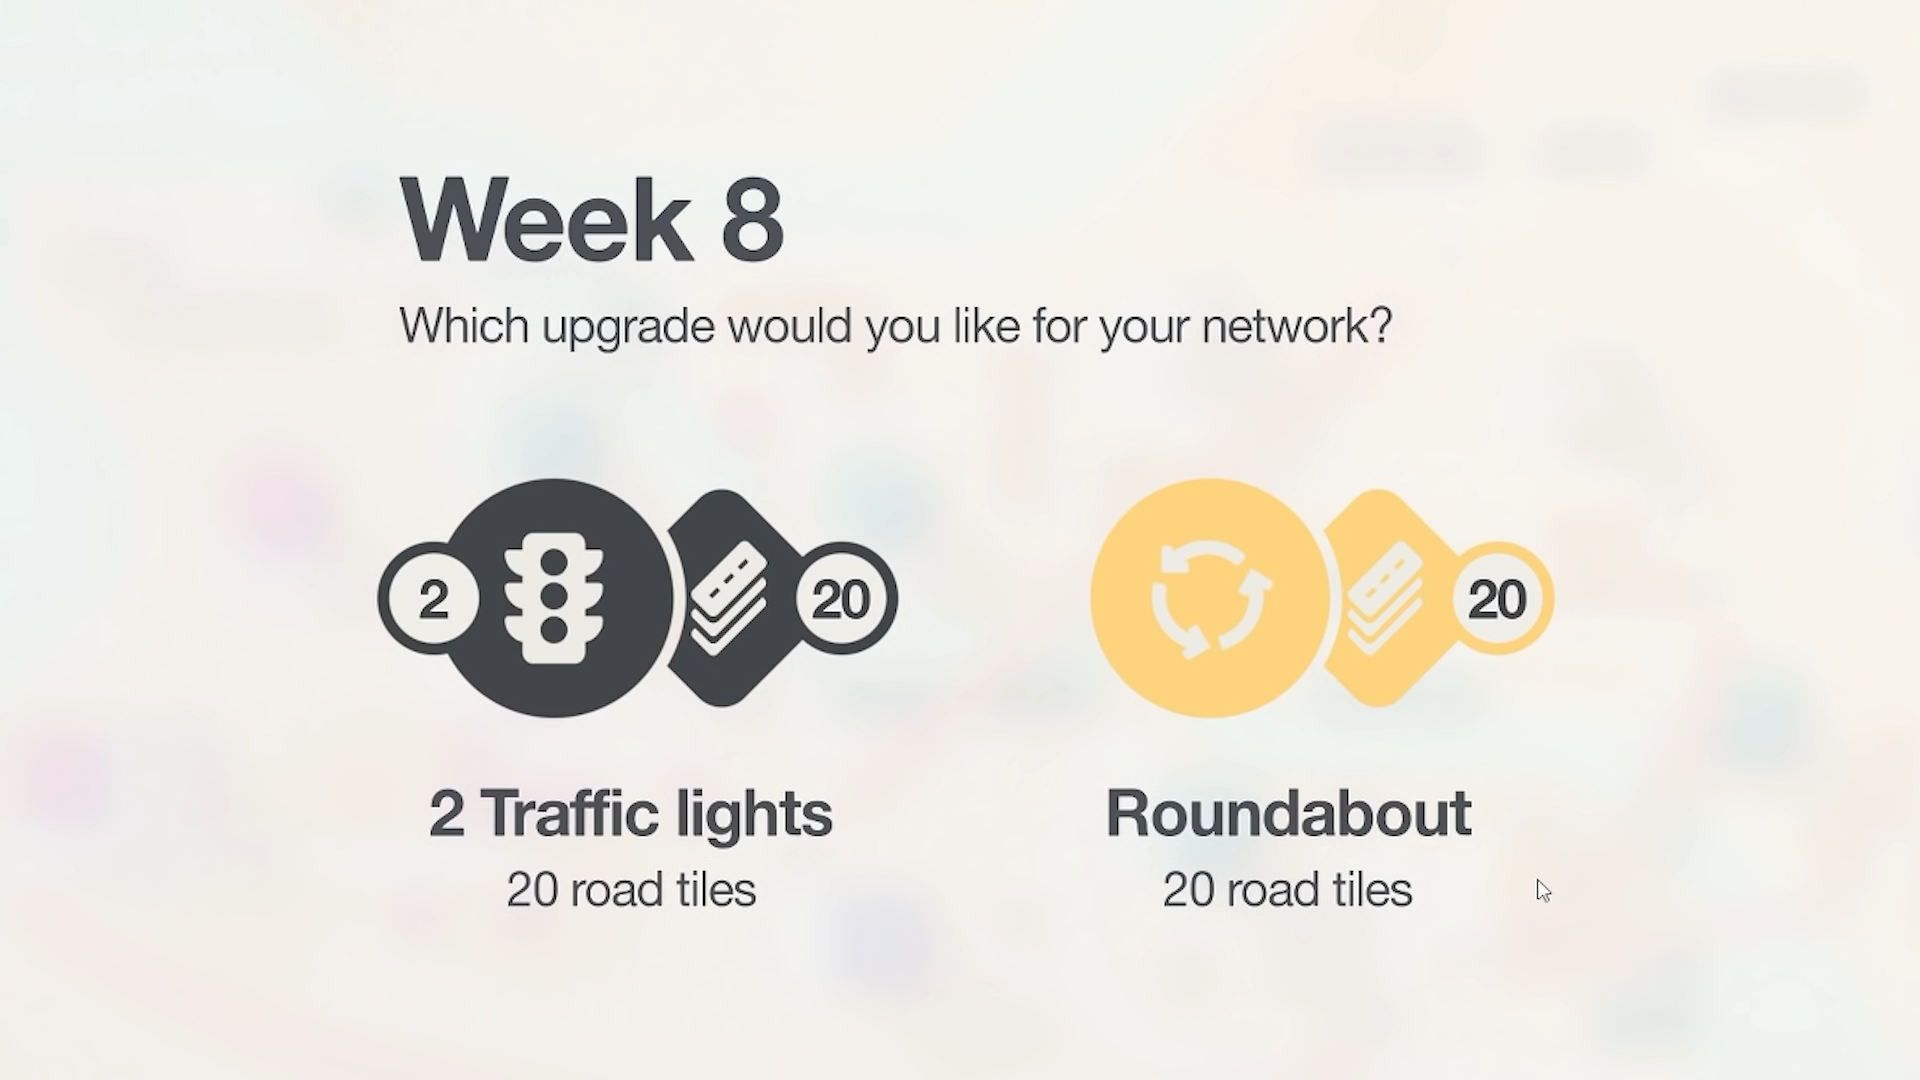 Week 8
Which upgrade would you like for your network?
2 20 20
2 Traffic lights Roundabout
20 road tiles 20 road tiles